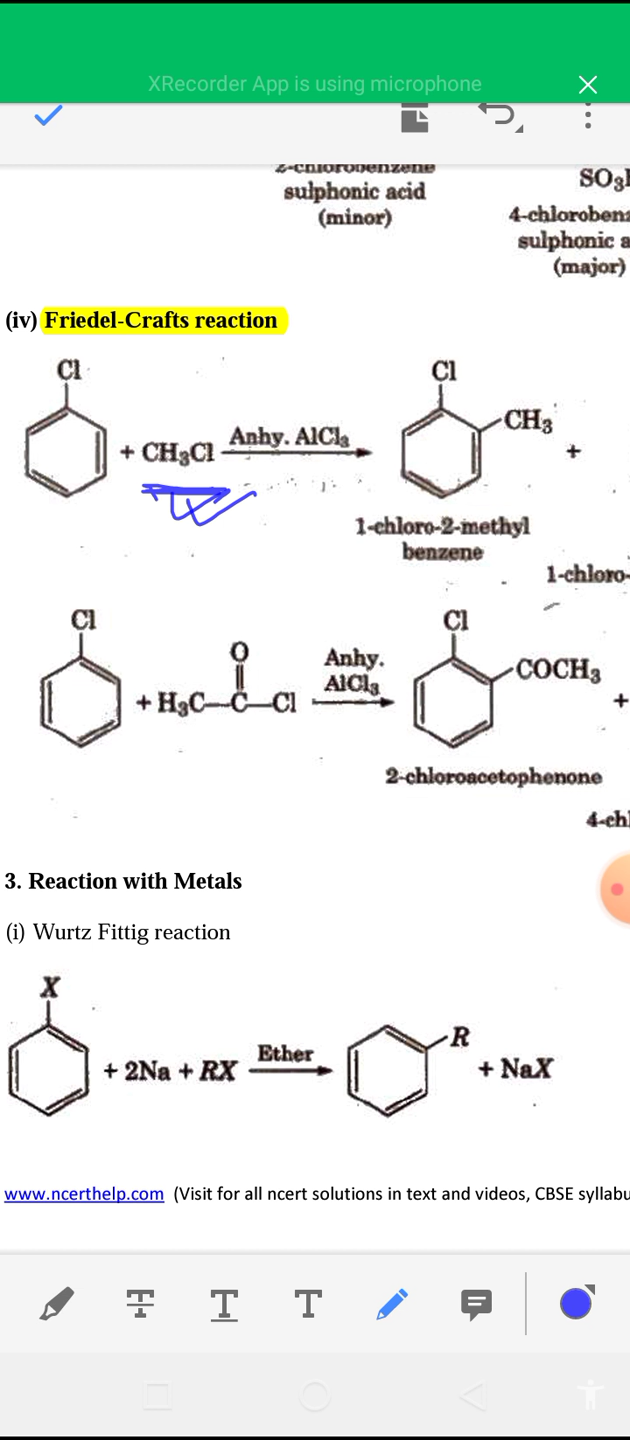 XRecorder App is using microphone
2-chlorobenzene
sulphonic acid
(minor)
SO₃
4-chloroben
sulphonic a
(major)
(iv) Friedel-Crafts reaction
Cl
+ CH₃Cl
Anhy. AlCl₃
Cl
CH₃
+
1-chloro-2-methyl
benzene
1-chloro-
Cl
+ H₃C—C—Cl
O
Anhy.
AlCl₃
Cl
COCH₃
+
2-chloroacetophenone
4-ch
3. Reaction with Metals
(i) Wurtz Fittig reaction
X
+ 2Na + RX
Ether
R
+ NaX
www.ncerthelp.com (Visit for all ncert solutions in text and videos, CBSE syllabu